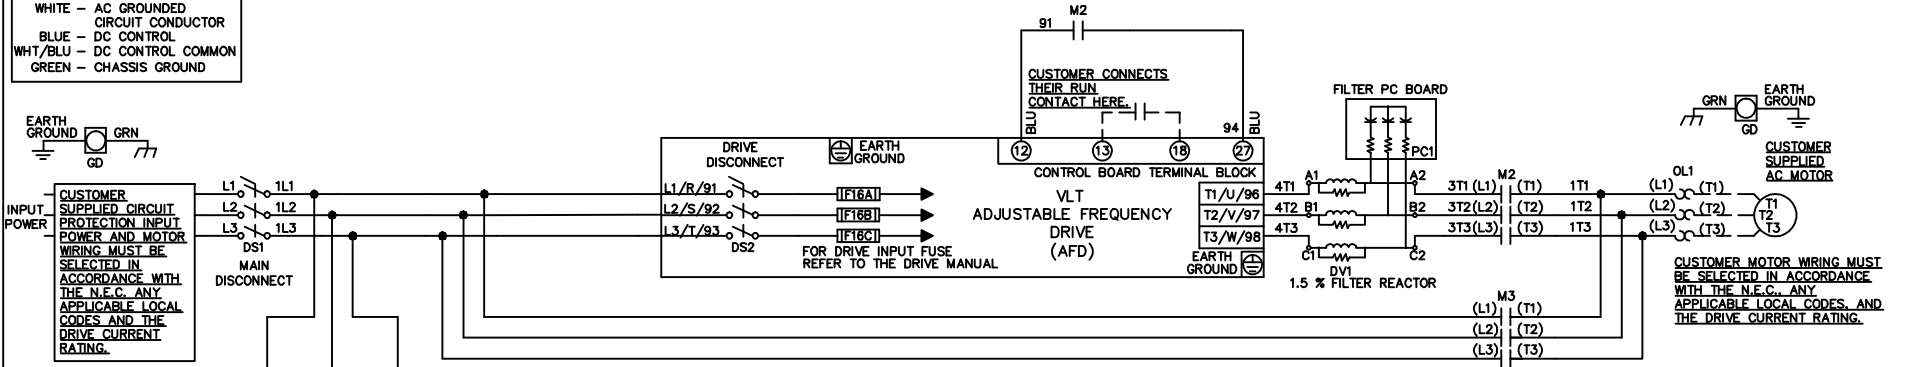 WHITE – AC GROUNDED
CIRCUIT CONDUCTOR
BLUE – DC CONTROL
WHT/BLU – DC CONTROL COMMON
GREEN – CHASSIS GROUND
EARTH
GROUND
GRN
GD
INPUT
POWER
CUSTOMER
SUPPLIED CIRCUIT
PROTECTION INPUT
POWER AND MOTOR
WIRING MUST BE
SELECTED IN
ACCORDANCE WITH
THE N.E.C. ANY
APPLICABLE LOCAL
CODES AND THE
DRIVE CURRENT
RATING.
L1
1L1
L2
1L2
L3
1L3
DS1
MAIN
DISCONNECT
L1/R/91
L2/S/92
L3/T/93
DRIVE
DISCONNECT
DS2
EARTH
GROUND
F16A
F16B
F16C
FOR DRIVE INPUT FUSE
REFER TO THE DRIVE MANUAL
M2
91
CUSTOMER CONNECTS
THEIR RUN
CONTACT HERE.
BLU
94
BLU
12
13
18
27
CONTROL BOARD TERMINAL BLOCK
VLT
ADJUSTABLE FREQUENCY
DRIVE
(AFD)
T1/U/96
T2/V/97
T3/W/98
EARTH
GROUND
4T1
4T2
4T3
FILTER PC BOARD
PC1
A1
A2
B1
B2
C1
C2
DV1
1.5 % FILTER REACTOR
M2
3T1 (L1)
(T1)
1T1
3T2(L2)
(T2)
1T2
3T3(L3)
(T3)
1T3
M3
(L1)
(T1)
(L2)
(T2)
(L3)
(T3)
GRN
GD
EARTH
GROUND
CUSTOMER
SUPPLIED
AC MOTOR
OL1
(L1)
(T1)
(L2)
(T2)
(L3)
(T3)
T1
T2
T3
CUSTOMER MOTOR WIRING MUST
BE SELECTED IN ACCORDANCE
WITH THE N.E.C., ANY
APPLICABLE LOCAL CODES, AND
THE DRIVE CURRENT RATING.